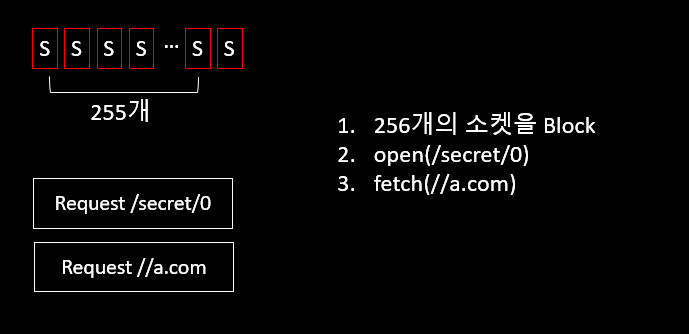 S S S S ... S S
255개
1. 256개의 소켓을 Block
2. open(/secret/0)
3. fetch(//a.com)
Request /secret/0
Request //a.com